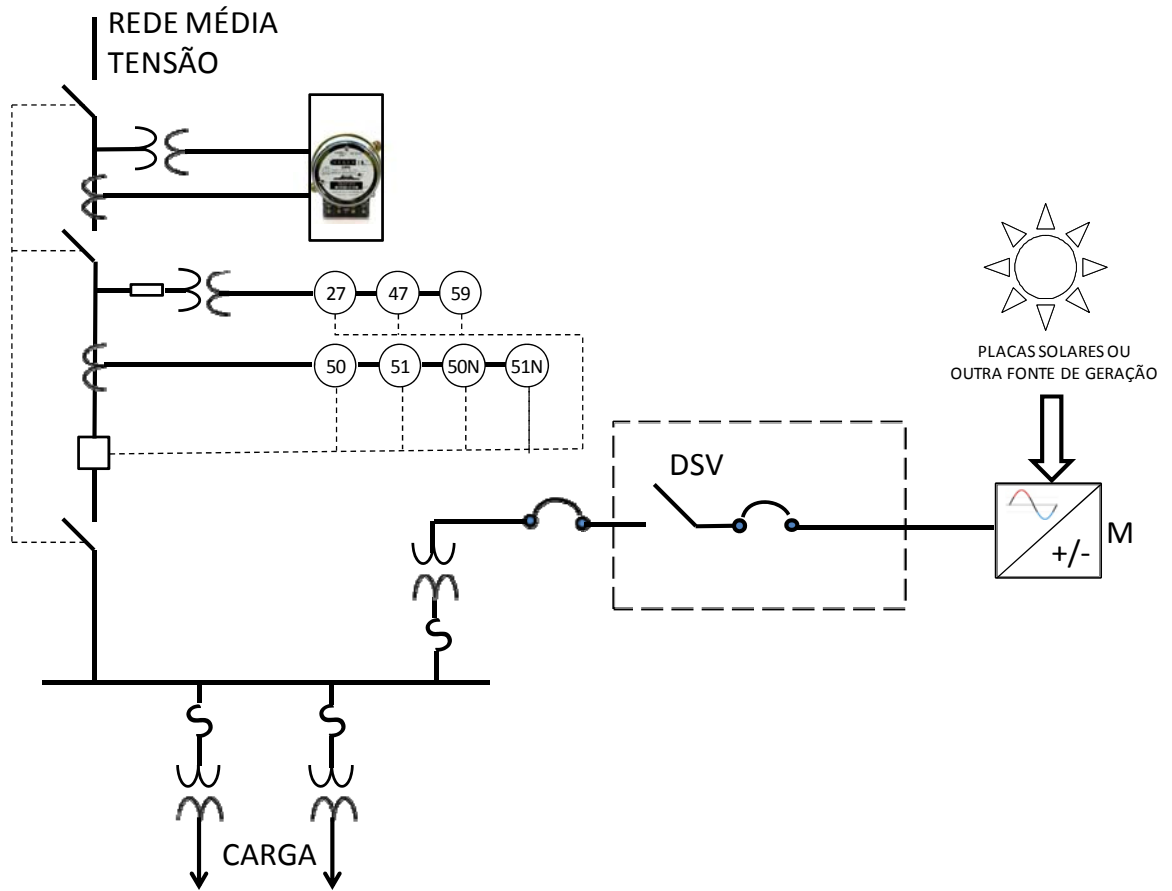 REDE MÉDIA
TENSÃO
27 47 59
50 51 50N 51N
PLACAS SOLARES OU
OUTRA FONTE DE GERAÇÃO
DSV
+/- M
CARGA